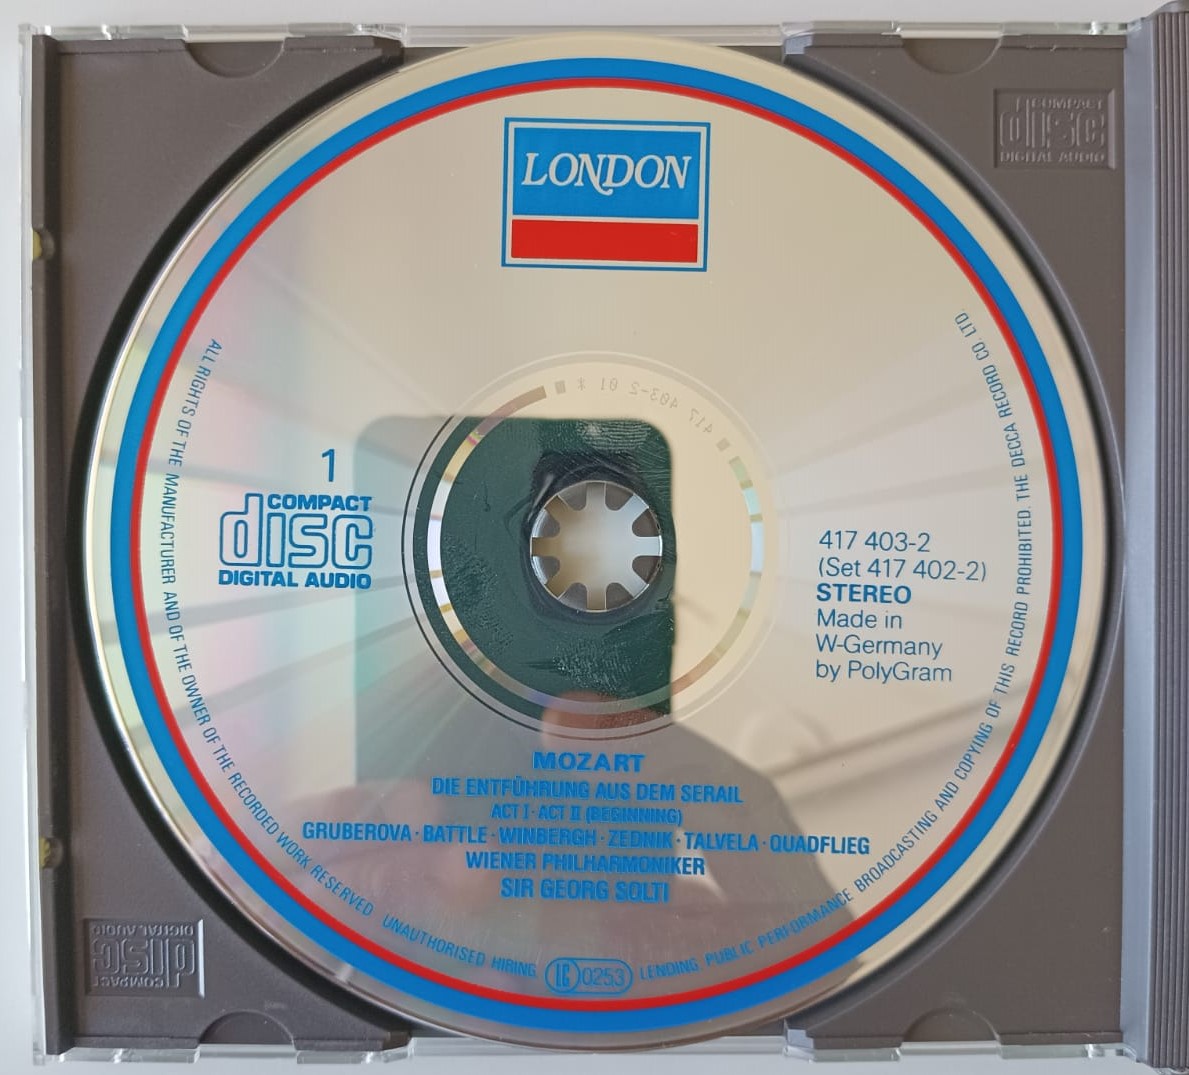 LONDON
COMPACT
disc
DIGITAL AUDIO
417 403-2 01 *
1
COMPACT
disc
DIGITAL AUDIO
417 403-2
(Set 417 402-2)
STEREO
Made in
W-Germany
by PolyGram
MOZART
DIE ENTFÜHRUNG AUS DEM SERAIL
ACT I · ACT II (BEGINNING)
GRUBEROVA · BATTLE · WINBERGH · ZEDNIK · TALVELA · QUADFLIEG
WIENER PHILHARMONIKER
SIR GEORG SOLTI
ALL RIGHTS OF THE MANUFACTURER AND OF THE OWNER OF THE RECORDED WORK RESERVED UNAUTHORISED HIRING LC 0253 LENDING PUBLIC PERFORMANCE BROADCASTING AND COPYING OF THIS RECORD PROHIBITED. THE DECCA RECORD CO. LTD
COMPACT
disc
DIGITAL AUDIO